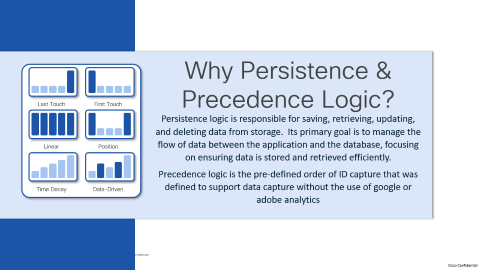 Why Persistence &
Precedence Logic?
Last Touch
First Touch
Linear
Position
Time Decay
Data-Driven
Persistence logic is responsible for saving, retrieving, updating,
and deleting data from storage.  Its primary goal is to manage the
flow of data between the application and the database, focusing
on ensuring data is stored and retrieved efficiently.
Precedence logic is the pre-defined order of ID capture that was
defined to support data capture without the use of google or
adobe analytics
Cisco Confidential